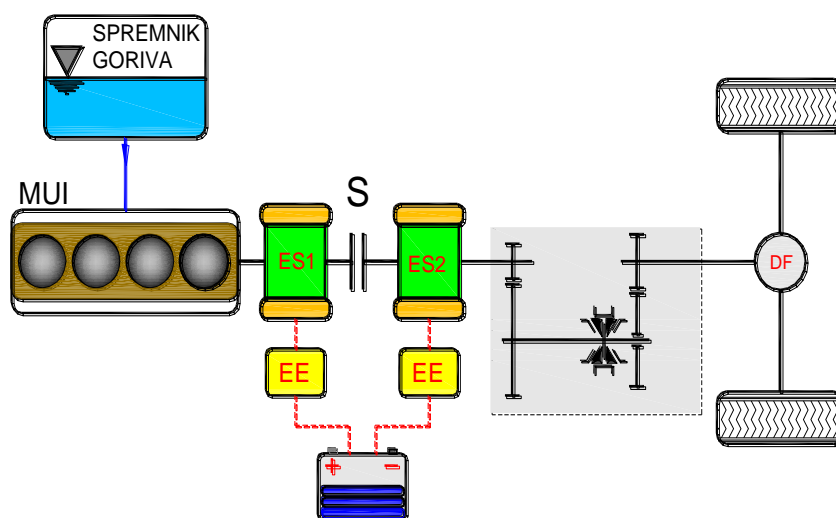 SPREMNIK
GORIVA
MUI
S
ES1
ES2
DF
EE
EE
+ −